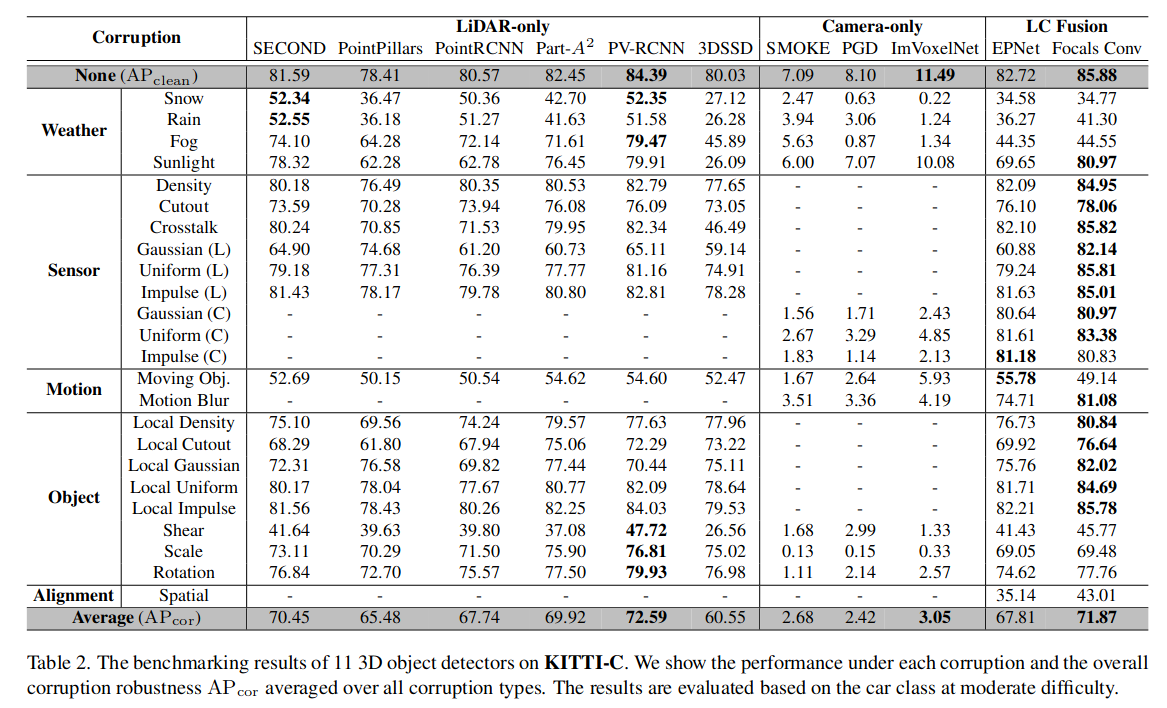 Corruption LiDAR-only Camera-only LC Fusion
SECOND PointPillars PointRCNN Part-A² PV-RCNN 3DSSD SMOKE PGD ImVoxelNet EPNet Focals Conv
None (APclean) 81.59 78.41 80.57 82.45 84.39 80.03 7.09 8.10 11.49 82.72 85.88
Weather Snow 52.34 36.47 50.36 42.70 52.35 27.12 2.47 0.63 0.22 34.58 34.77
Rain 52.55 36.18 51.27 41.63 51.58 26.28 3.94 3.06 1.24 36.27 41.30
Fog 74.10 64.28 72.14 71.61 79.47 45.89 5.63 0.87 1.34 44.35 44.55
Sunlight 78.32 62.28 62.78 76.45 79.91 26.09 6.00 7.07 10.08 69.65 80.97
Sensor Density 80.18 76.49 80.35 80.53 82.79 77.65 - - - 82.09 84.95
Cutout 73.59 70.28 73.94 76.08 76.09 73.05 - - - 76.10 78.06
Crosstalk 80.24 70.85 71.53 79.95 82.34 46.49 - - - 82.10 85.82
Gaussian (L) 64.90 74.68 61.20 60.73 65.11 59.14 - - - 60.88 82.14
Uniform (L) 79.18 77.31 76.39 77.77 81.16 74.91 - - - 79.24 85.81
Impulse (L) 81.43 78.17 79.78 80.80 82.81 78.28 - - - 81.63 85.01
Gaussian (C) - - - - - - 1.56 1.71 2.43 80.64 80.97
Uniform (C) - - - - - - 2.67 3.29 4.85 81.61 83.38
Impulse (C) - - - - - - 1.83 1.14 2.13 81.18 80.83
Motion Moving Obj. 52.69 50.15 50.54 54.62 54.60 52.47 1.67 2.64 5.93 55.78 49.14
Motion Blur - - - - - - 3.51 3.36 4.19 74.71 81.08
Object Local Density 75.10 69.56 74.24 79.57 77.63 77.96 - - - 76.73 80.84
Local Cutout 68.29 61.80 67.94 75.06 72.29 73.22 - - - 69.92 76.64
Local Gaussian 72.31 76.58 69.82 77.44 70.44 75.11 - - - 75.76 82.02
Local Uniform 80.17 78.04 77.67 80.77 82.09 78.64 - - - 81.71 84.69
Local Impulse 81.56 78.43 80.26 82.25 84.03 79.53 - - - 82.21 85.78
Shear 41.64 39.63 39.80 37.08 47.72 26.56 1.68 2.99 1.33 41.43 45.77
Scale 73.11 70.29 71.50 75.90 76.81 75.02 0.13 0.15 0.33 69.05 69.48
Rotation 76.84 72.70 75.57 77.50 79.93 76.98 1.11 2.14 2.57 74.62 77.76
Alignment Spatial - - - - - - - - - 35.14 43.01
Average (APcor) 70.45 65.48 67.74 69.92 72.59 60.55 2.68 2.42 3.05 67.81 71.87
Table 2. The benchmarking results of 11 3D object detectors on KITTI-C. We show the performance under each corruption and the overall
corruption robustness APcor averaged over all corruption types. The results are evaluated based on the car class at moderate difficulty.